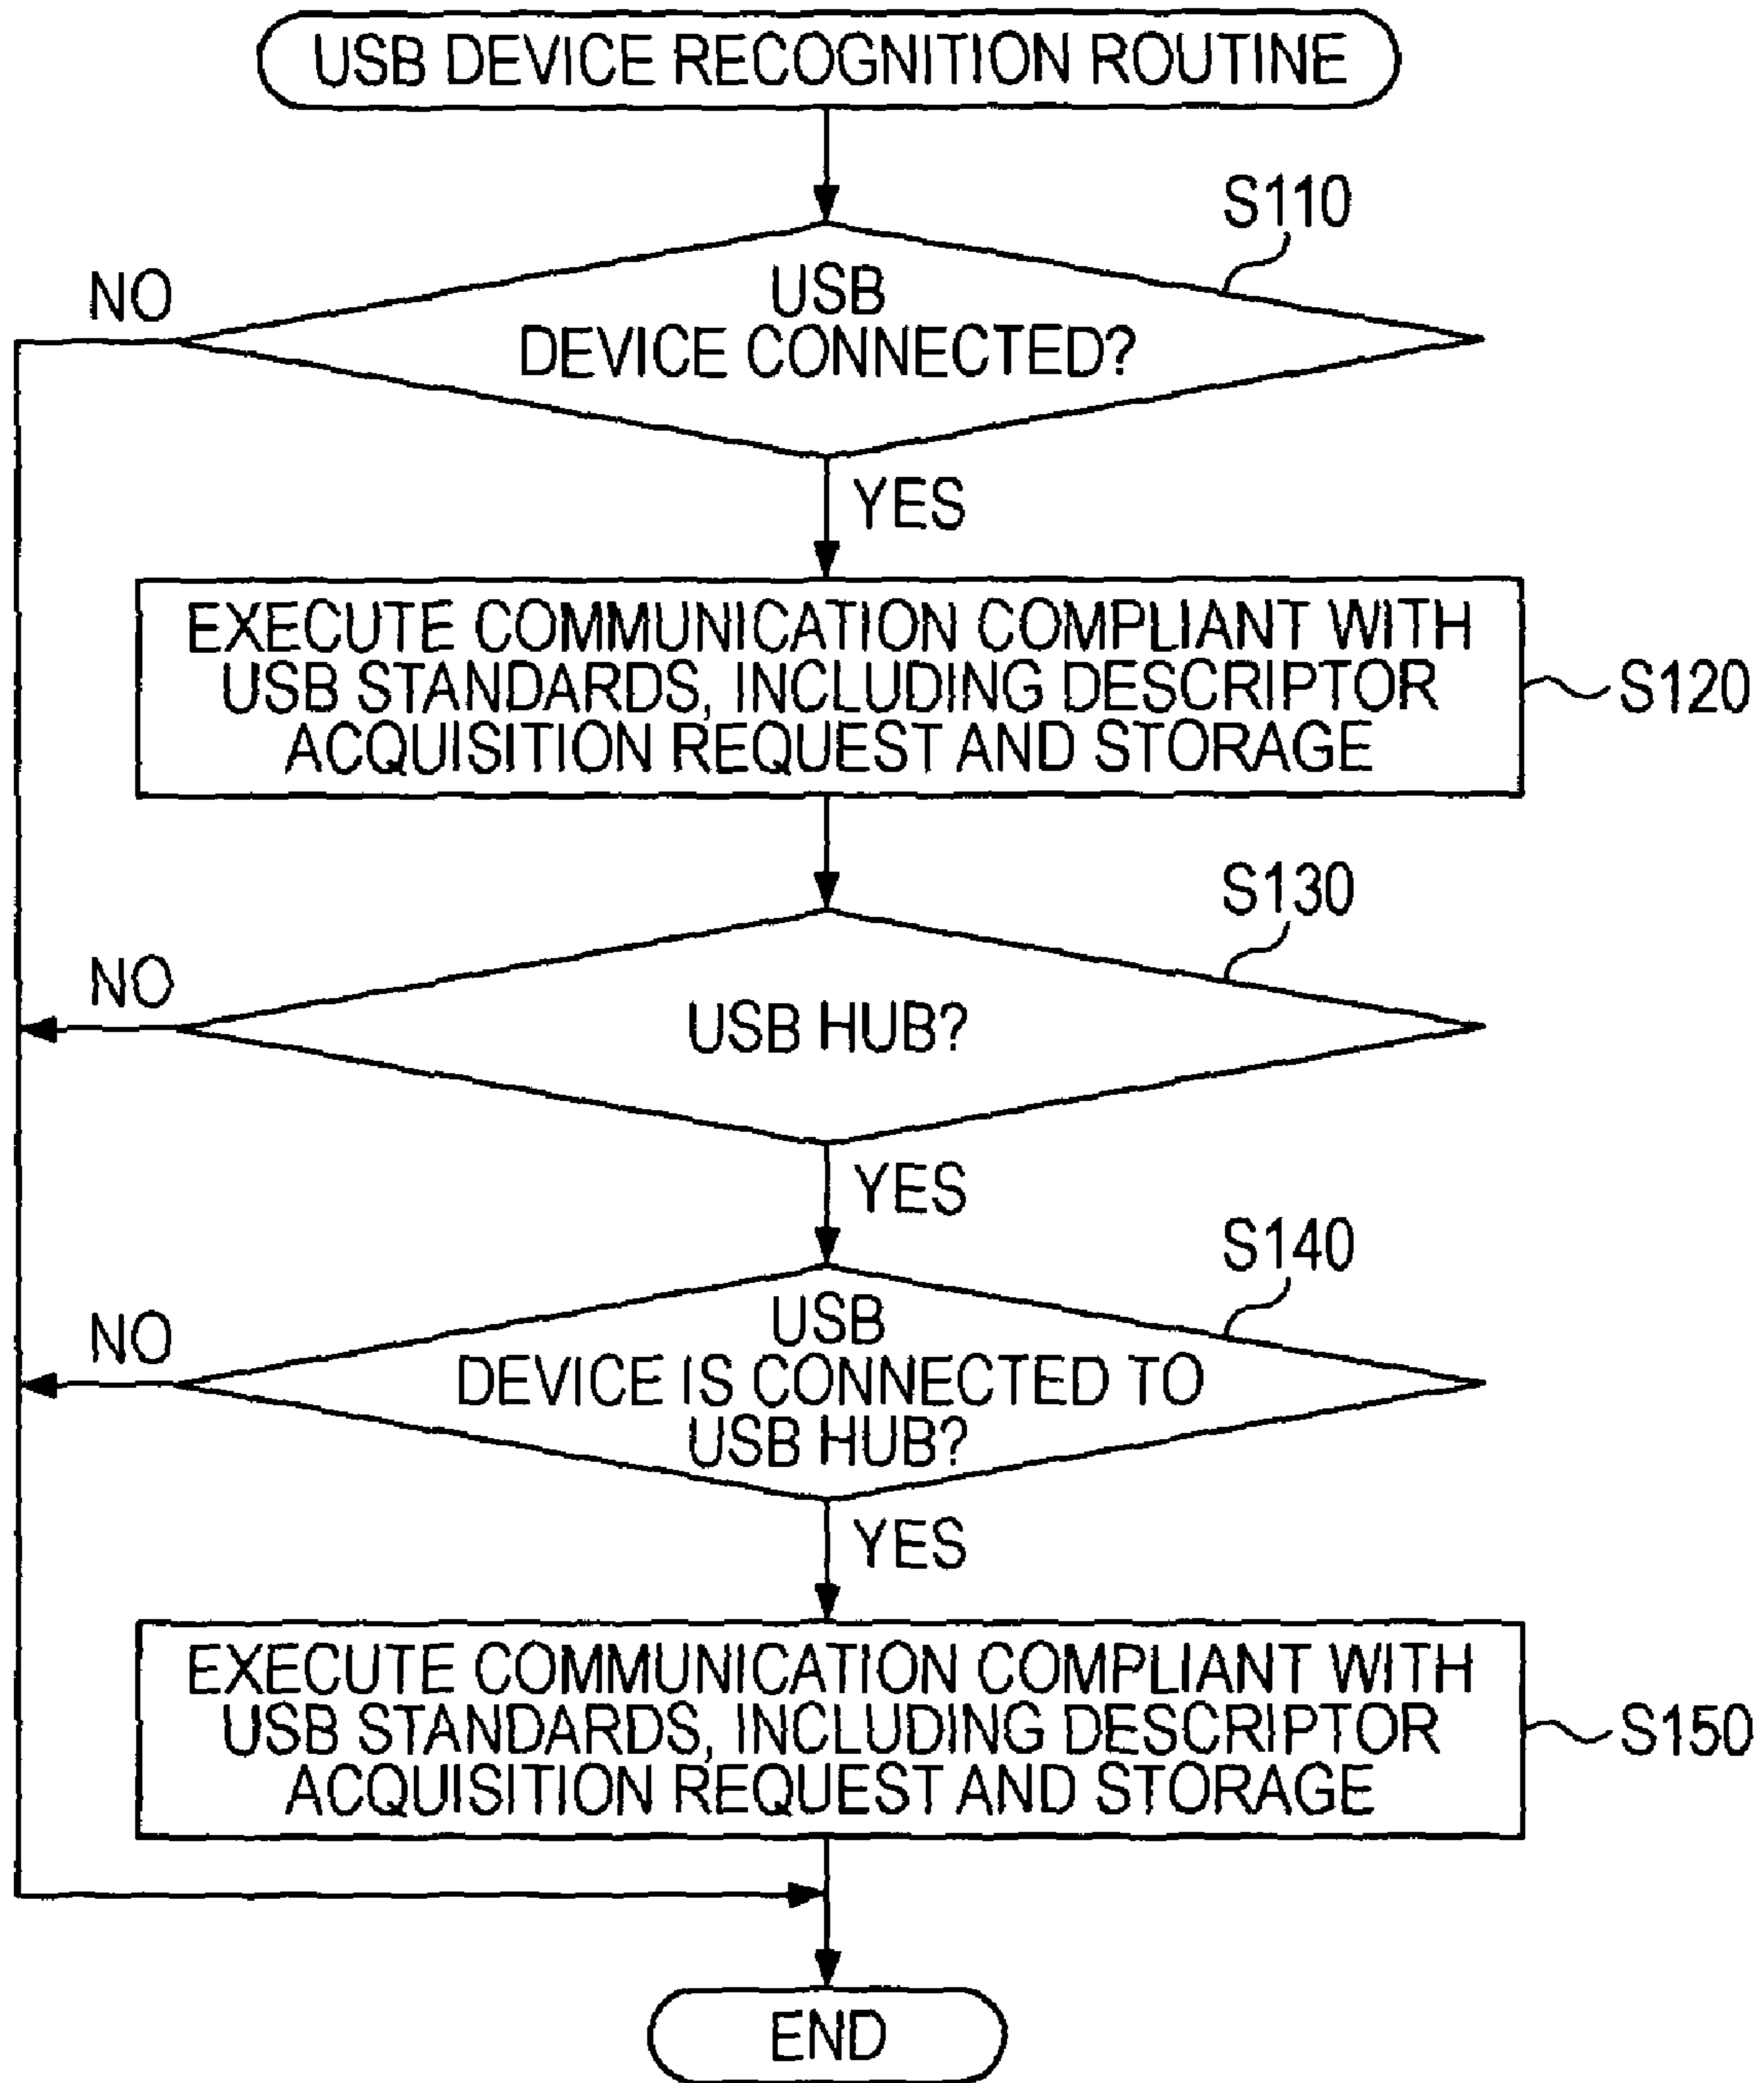 USB DEVICE RECOGNITION ROUTINE
S110
NO
USB
DEVICE CONNECTED?
YES
EXECUTE COMMUNICATION COMPLIANT WITH
USB STANDARDS, INCLUDING DESCRIPTOR
ACQUISITION REQUEST AND STORAGE
S120
S130
NO
USB HUB?
YES
S140
NO
USB
DEVICE IS CONNECTED TO
USB HUB?
YES
EXECUTE COMMUNICATION COMPLIANT WITH
USB STANDARDS, INCLUDING DESCRIPTOR
ACQUISITION REQUEST AND STORAGE
S150
END